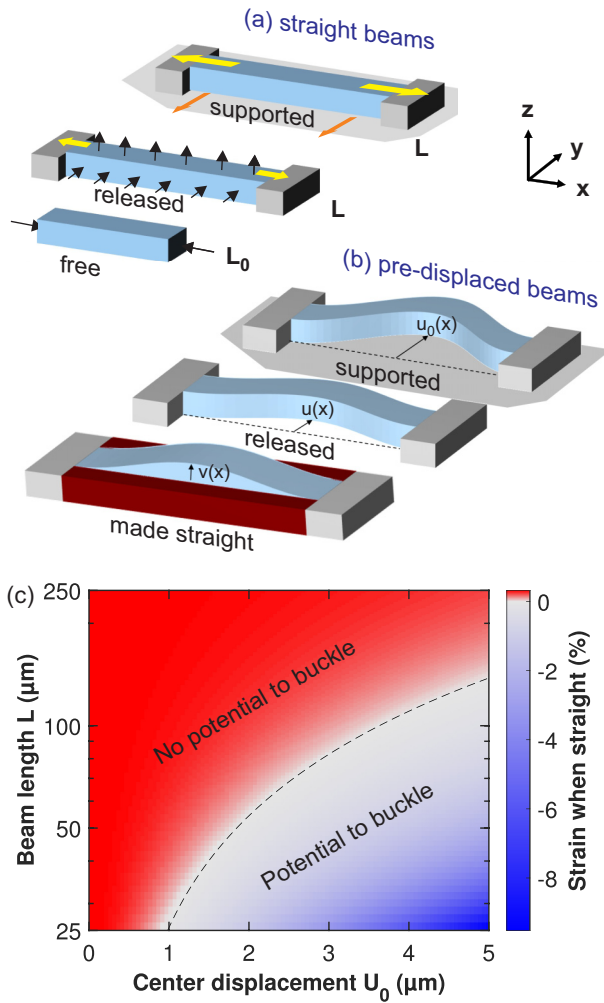 (a) straight beams
supported
L
z
y
x
released
L
free
L₀
(b) pre-displaced beams
u₀(x)
supported
u(x)
released
v(x)
made straight
(c)
250
100
50
25
Beam length L (μm)
No potential to buckle
Potential to buckle
0
1
2
3
4
5
Center displacement U₀ (μm)
0
-2
-4
-6
-8
Strain when straight (%)